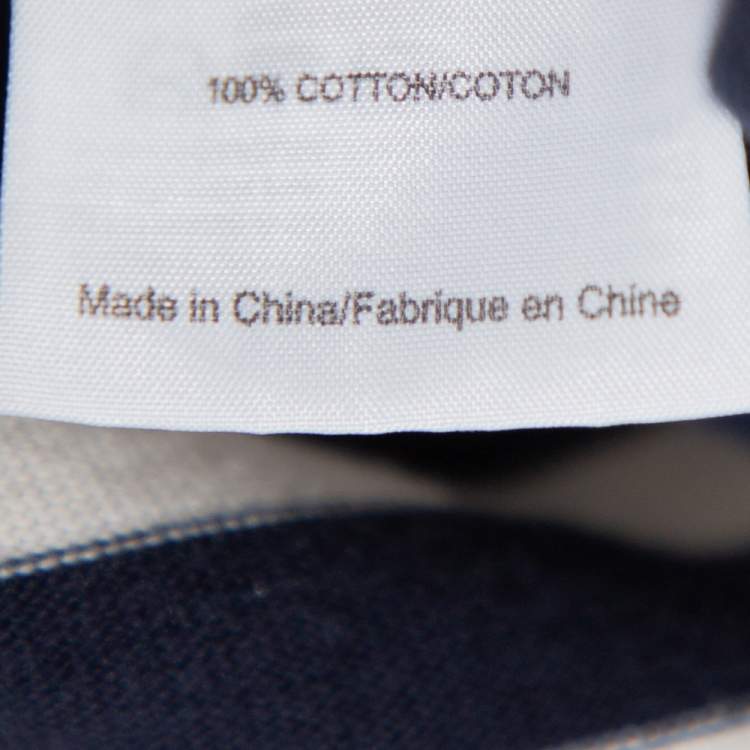 100% COTTON/COTON
Made in China/Fabrique en Chine